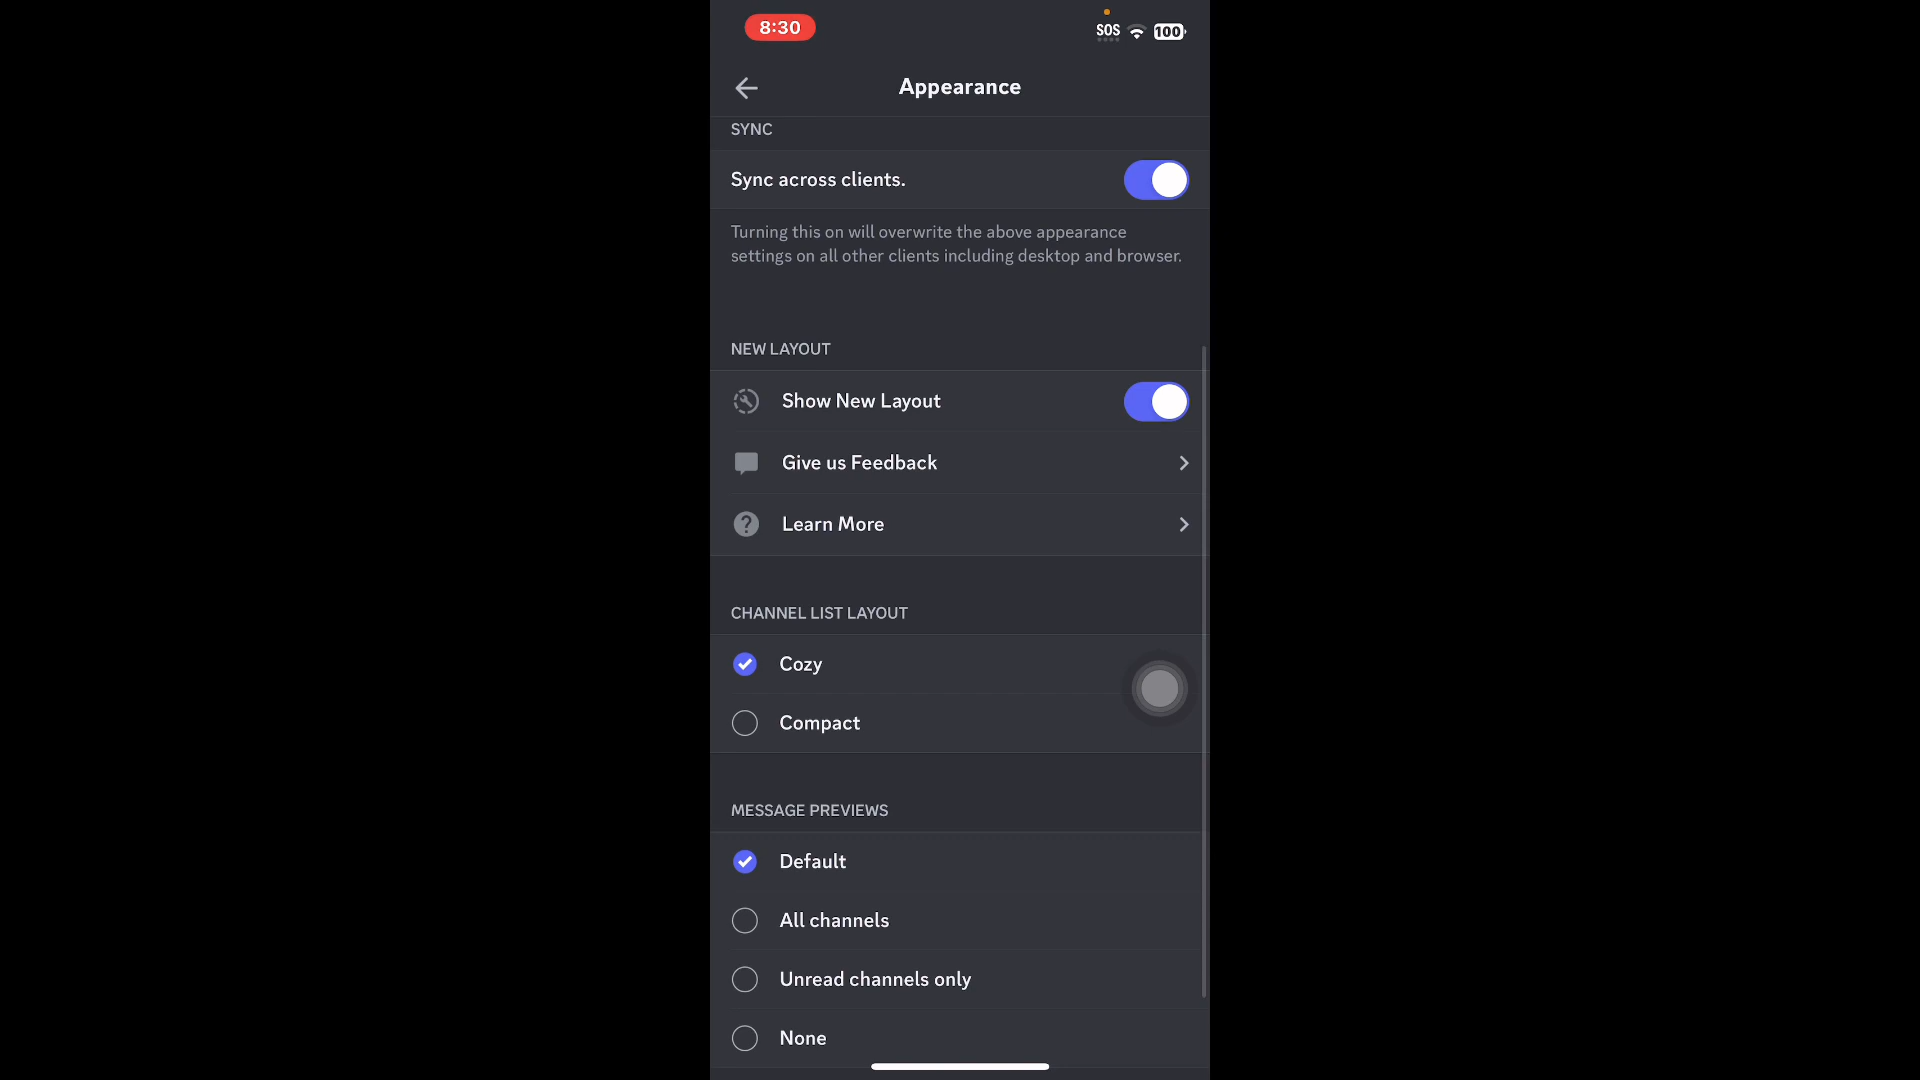 8:30
SOS
100
Appearance
SYNC
Sync across clients.
Turning this on will overwrite the above appearance
settings on all other clients including desktop and browser.
NEW LAYOUT
Show New Layout
Give us Feedback
Learn More
CHANNEL LIST LAYOUT
Cozy
Compact
MESSAGE PREVIEWS
Default
All channels
Unread channels only
None